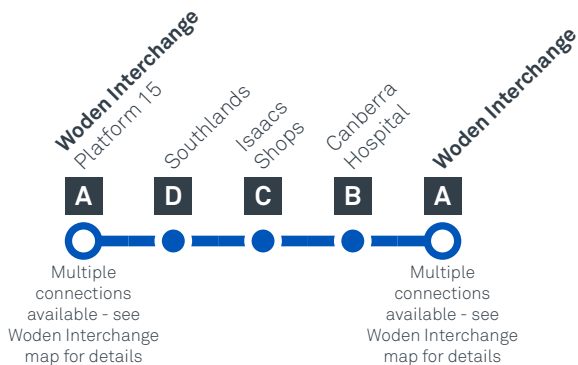 Woden Interchange
Platform 15
Southlands
Isaacs
Shops
Canberra
Hospital
Woden Interchange
A
D
C
B
A
Multiple
connections
available - see
Woden Interchange
map for details
Multiple
connections
available - see
Woden Interchange
map for details